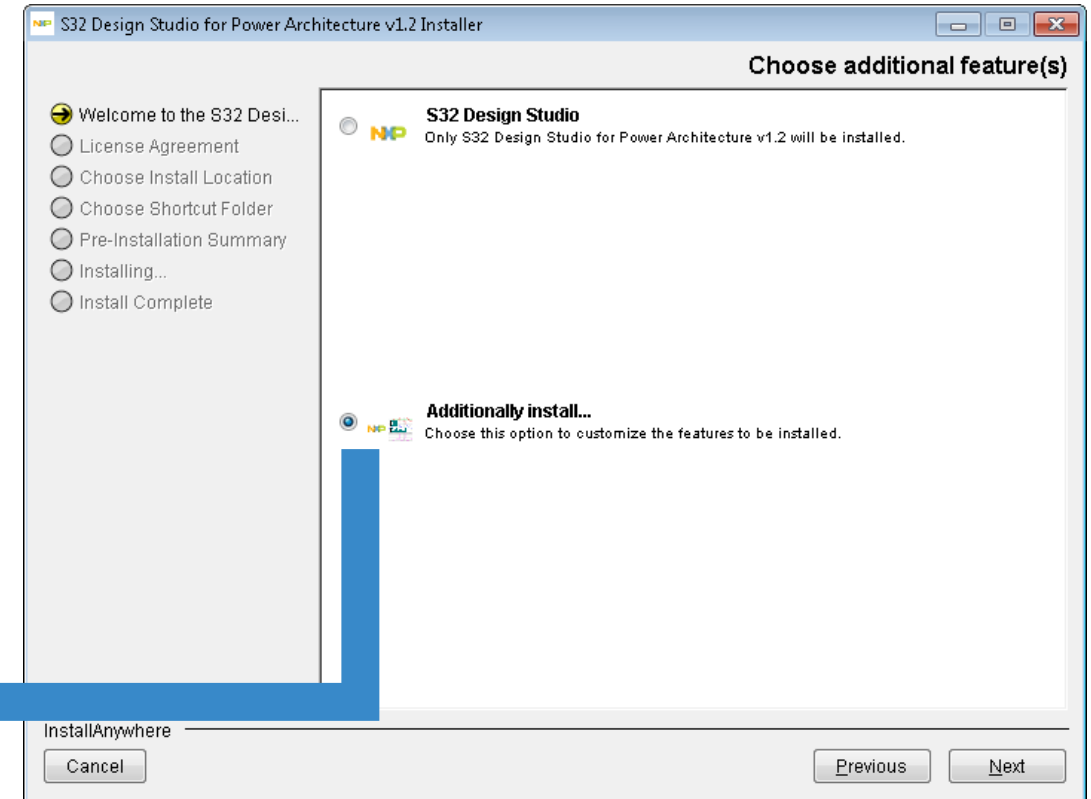 NXP S32 Design Studio for Power Architecture v1.2 Installer
Choose additional feature(s)
Welcome to the S32 Desi...
License Agreement
Choose Install Location
Choose Shortcut Folder
Pre-Installation Summary
Installing...
Install Complete
S32 Design Studio
NXP
Only S32 Design Studio for Power Architecture v1.2 will be installed.
Additionally install...
NXP
Choose this option to customize the features to be installed.
InstallAnywhere
Cancel
Previous
Next